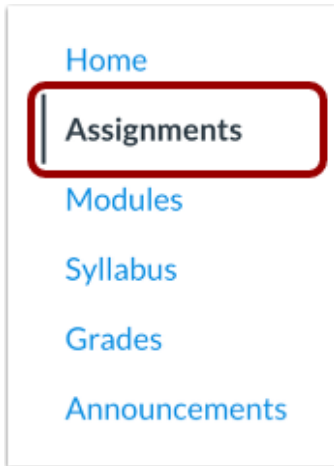 Home
Assignments
Modules
Syllabus
Grades
Announcements